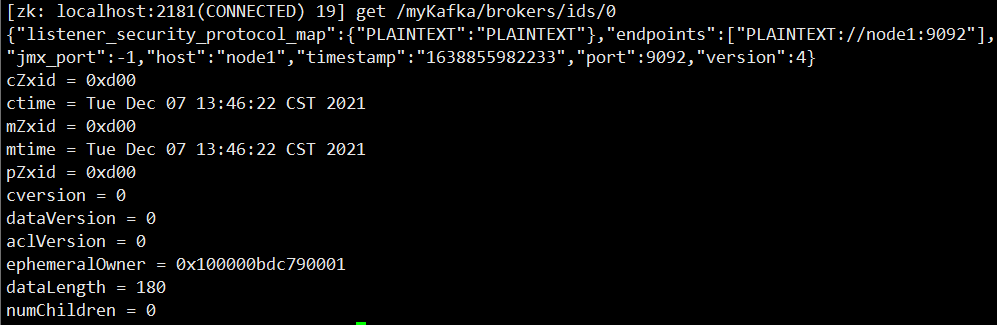 [zk: localhost:2181(CONNECTED) 19] get /myKafka/brokers/ids/0
{"listener_security_protocol_map":{"PLAINTEXT":"PLAINTEXT"},"endpoints":["PLAINTEXT://node1:9092"],
"jmx_port":-1,"host":"node1","timestamp":"1638855982233","port":9092,"version":4}
cZxid = 0xd00
ctime = Tue Dec 07 13:46:22 CST 2021
mZxid = 0xd00
mtime = Tue Dec 07 13:46:22 CST 2021
pZxid = 0xd00
cversion = 0
dataVersion = 0
aclVersion = 0
ephemeralOwner = 0x100000bdc790001
dataLength = 180
numChildren = 0